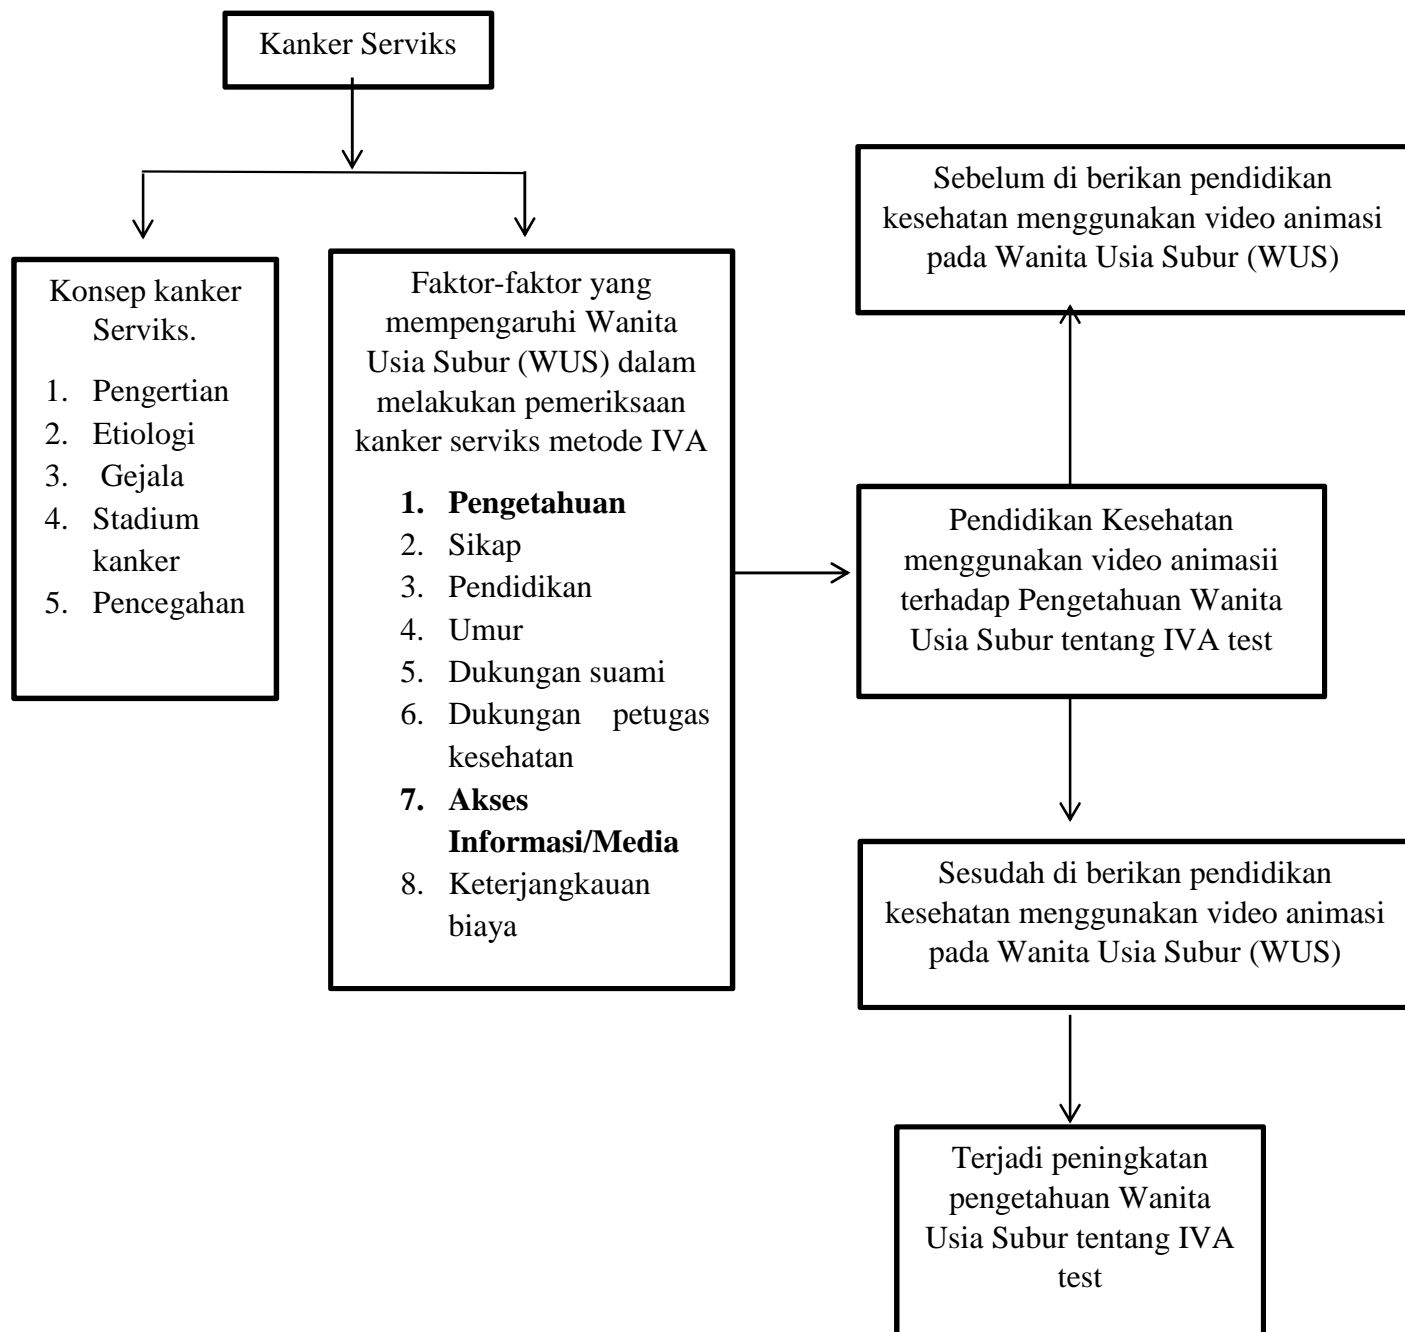 Kanker Serviks
Konsep kanker
Serviks.
1. Pengertian
2. Etiologi
3. Gejala
4. Stadium
kanker
5. Pencegahan
Faktor-faktor yang
mempengaruhi Wanita
Usia Subur (WUS) dalam
melakukan pemeriksaan
kanker serviks metode IVA
1. Pengetahuan
2. Sikap
3. Pendidikan
4. Umur
5. Dukungan suami
6. Dukungan petugas
kesehatan
7. Akses
Informasi/Media
8. Keterjangkauan
biaya
Sebelum di berikan pendidikan
kesehatan menggunakan video animasi
pada Wanita Usia Subur (WUS)
Pendidikan Kesehatan
menggunakan video animasii
terhadap Pengetahuan Wanita
Usia Subur tentang IVA test
Sesudah di berikan pendidikan
kesehatan menggunakan video animasi
pada Wanita Usia Subur (WUS)
Terjadi peningkatan
pengetahuan Wanita
Usia Subur tentang IVA
test